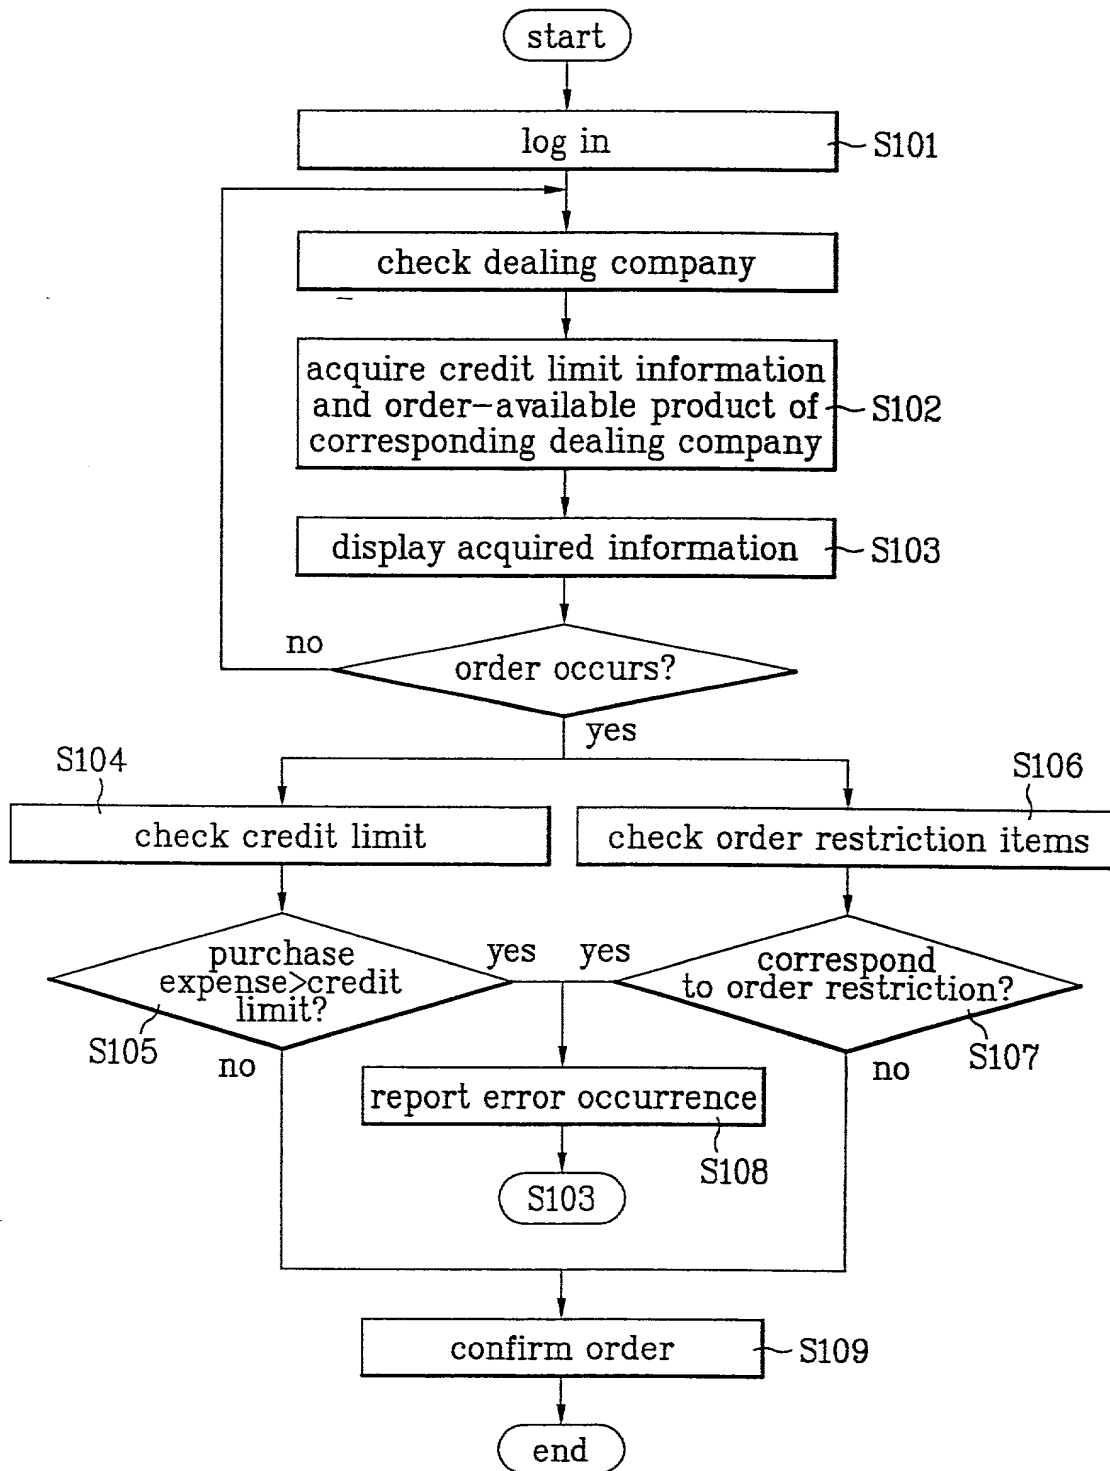 start
log in
S101
check dealing company
acquire credit limit information
and order-available product of
corresponding dealing company
S102
display acquired information
S103
no
order occurs?
yes
S104
S106
check credit limit
check order restriction items
purchase
expense>credit
limit?
yes
yes
correspond
to order restriction?
S105
no
S107
no
report error occurrence
S108
S103
confirm order
S109
end